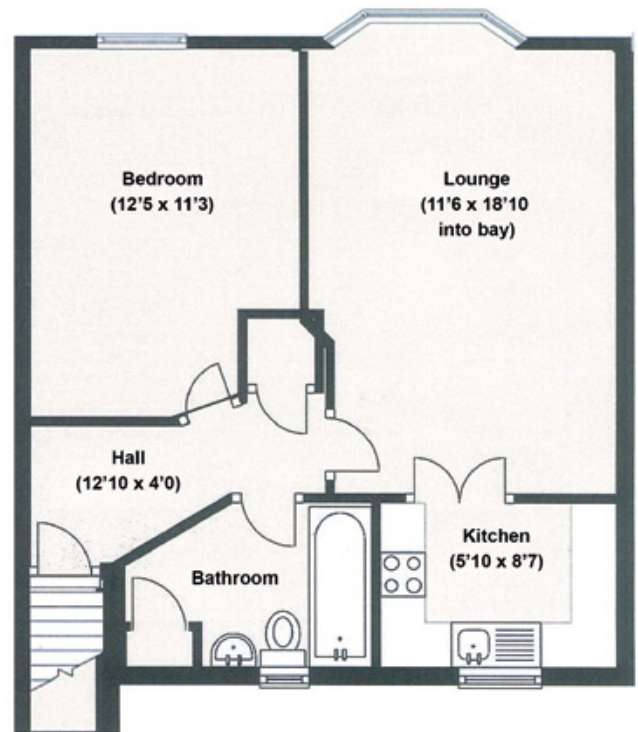 Bedroom
(12'5 x 11'3)
Lounge
(11'6 x 18'10
into bay)
Hall
(12'10 x 4'0)
Kitchen
(5'10 x 8'7)
Bathroom